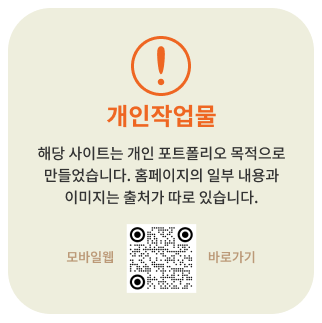 개인작업물
해당 사이트는 개인 포트폴리오 목적으로
만들었습니다. 홈페이지의 일부 내용과
이미지는 출처가 따로 있습니다.
모바일웹 바로가기